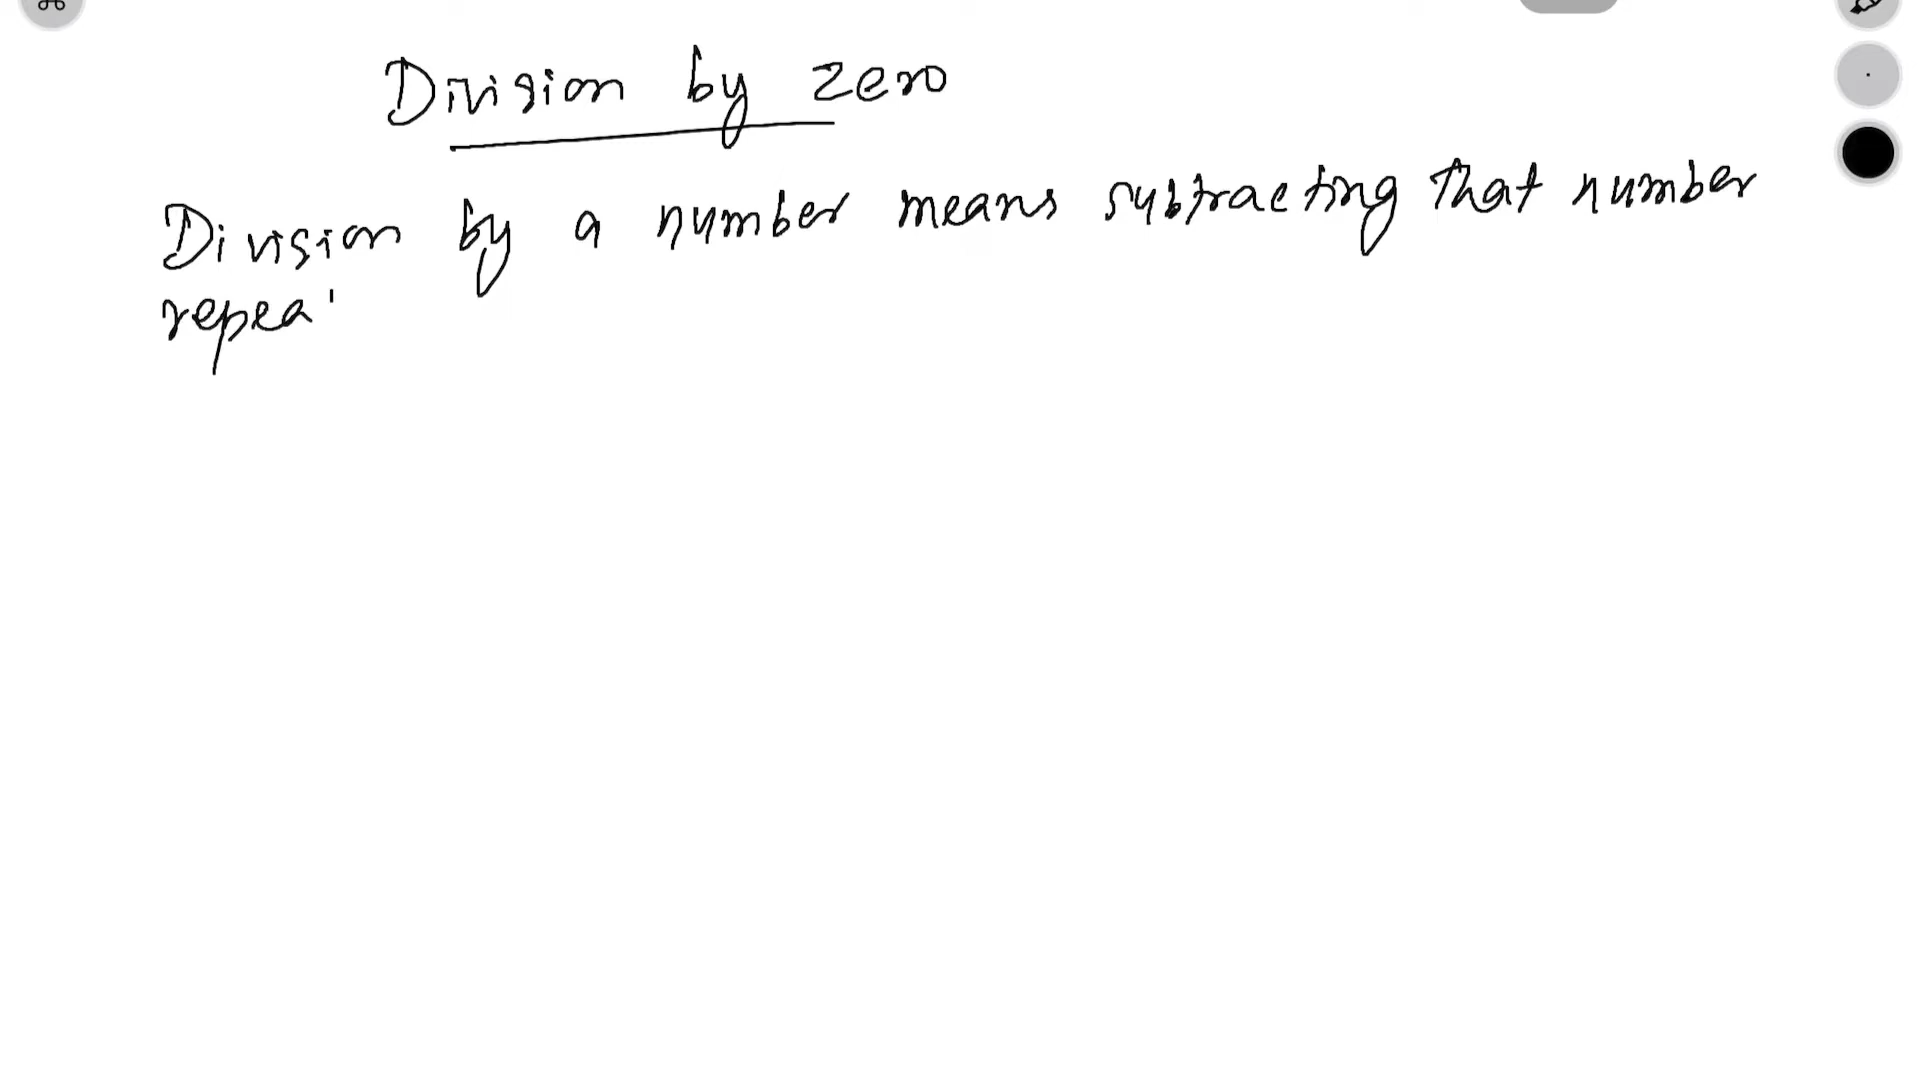 Division by zero
Division by a number means subtracting that number
repea